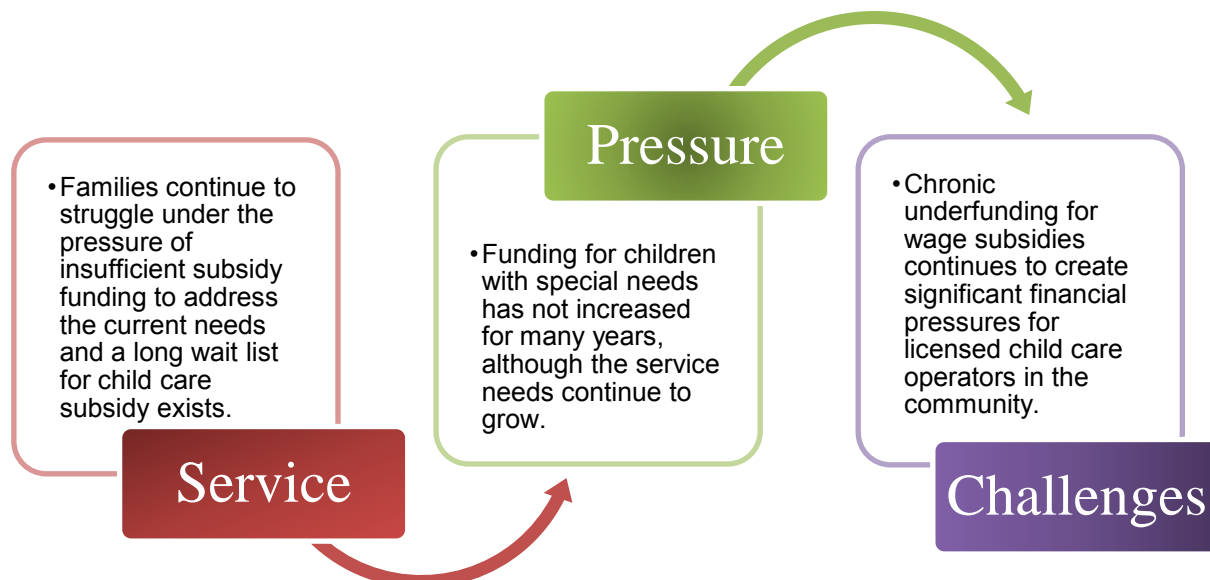 •Families continue to
struggle under the
pressure of
insufficient subsidy
funding to address
the current needs
and a long wait list
for child care
subsidy exists.
Service
Pressure
•Funding for children
with special needs
has not increased
for many years,
although the service
needs continue to
grow.
•Chronic
underfunding for
wage subsidies
continues to create
significant financial
pressures for
licensed child care
operators in the
community.
Challenges